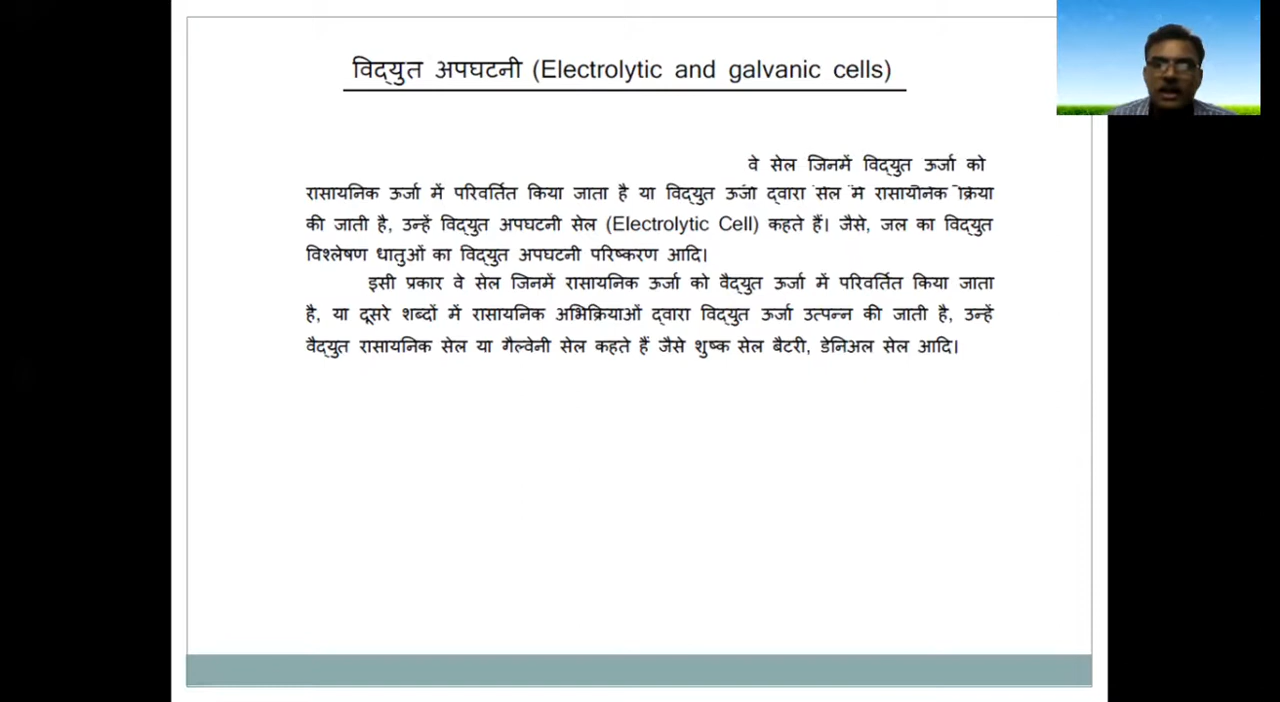 विद्युत अपघटनी (Electrolytic and galvanic cells)
वे सेल जिनमें विद्युत ऊर्जा को
रासायनिक ऊर्जा में परिवर्तित किया जाता है या विद्युत ऊर्जा द्वारा सेल में रासायनिक क्रिया
की जाती है, उन्हें विद्युत अपघटनी सेल (Electrolytic Cell) कहते हैं। जैसे, जल का विद्युत
विश्लेषण धातुओं का विद्युत अपघटनी परिष्करण आदि।
इसी प्रकार वे सेल जिनमें रासायनिक ऊर्जा को वैद्युत ऊर्जा में परिवर्तित किया जाता
है, या दूसरे शब्दों में रासायनिक अभिक्रियाओं द्वारा विद्युत ऊर्जा उत्पन्न की जाती है, उन्हें
वैद्युत रासायनिक सेल या गैल्वेनी सेल कहते हैं जैसे शुष्क सेल बैटरी, डेनिअल सेल आदि।